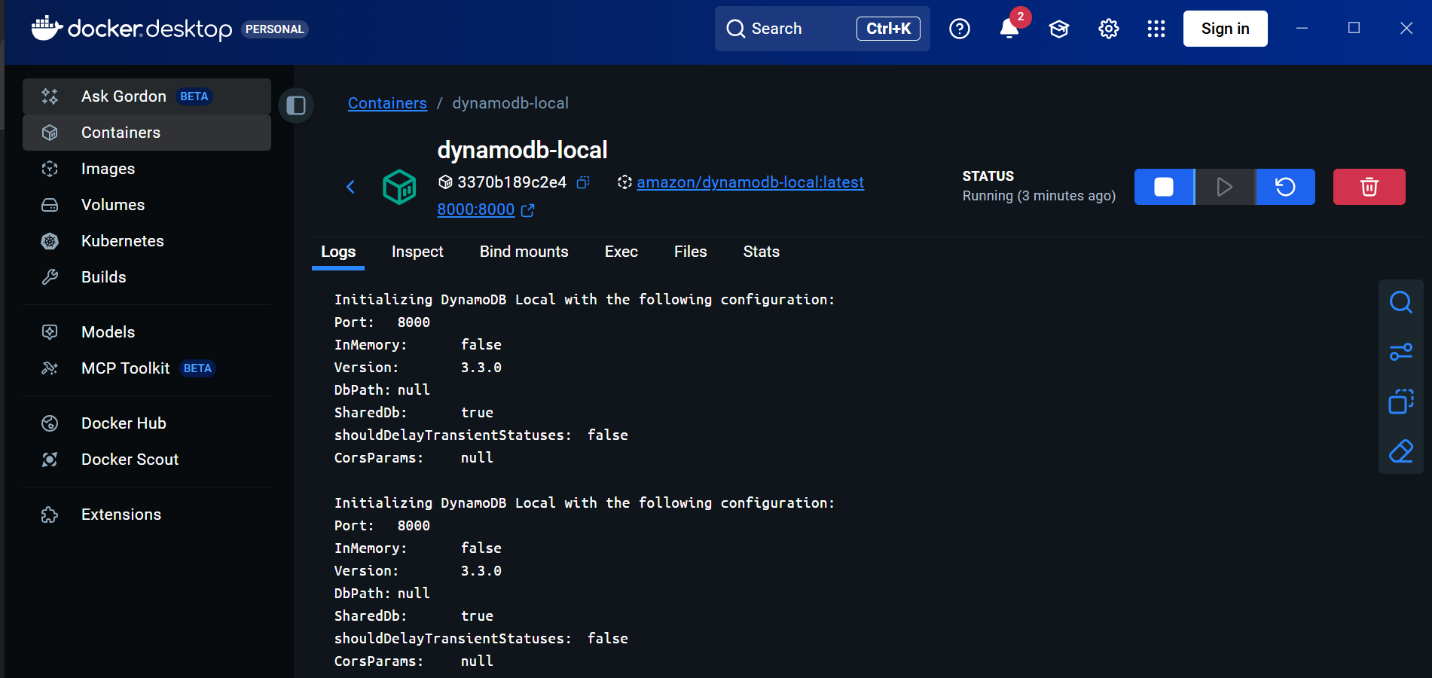 docker.desktop PERSONAL Search Ctrl+K 2 Sign in
Ask Gordon BETA
Containers
Images
Volumes
Kubernetes
Builds
Models
MCP Toolkit BETA
Docker Hub
Docker Scout
Extensions
Containers / dynamodb-local
dynamodb-local
3370b189c2e4 amazon/dynamodb-local:latest
8000:8000
STATUS
Running (3 minutes ago)
Logs Inspect Bind mounts Exec Files Stats
Initializing DynamoDB Local with the following configuration:
Port: 8000
InMemory: false
Version: 3.3.0
DbPath: null
SharedDb: true
shouldDelayTransientStatuses: false
CorsParams: null
Initializing DynamoDB Local with the following configuration:
Port: 8000
InMemory: false
Version: 3.3.0
DbPath: null
SharedDb: true
shouldDelayTransientStatuses: false
CorsParams: null